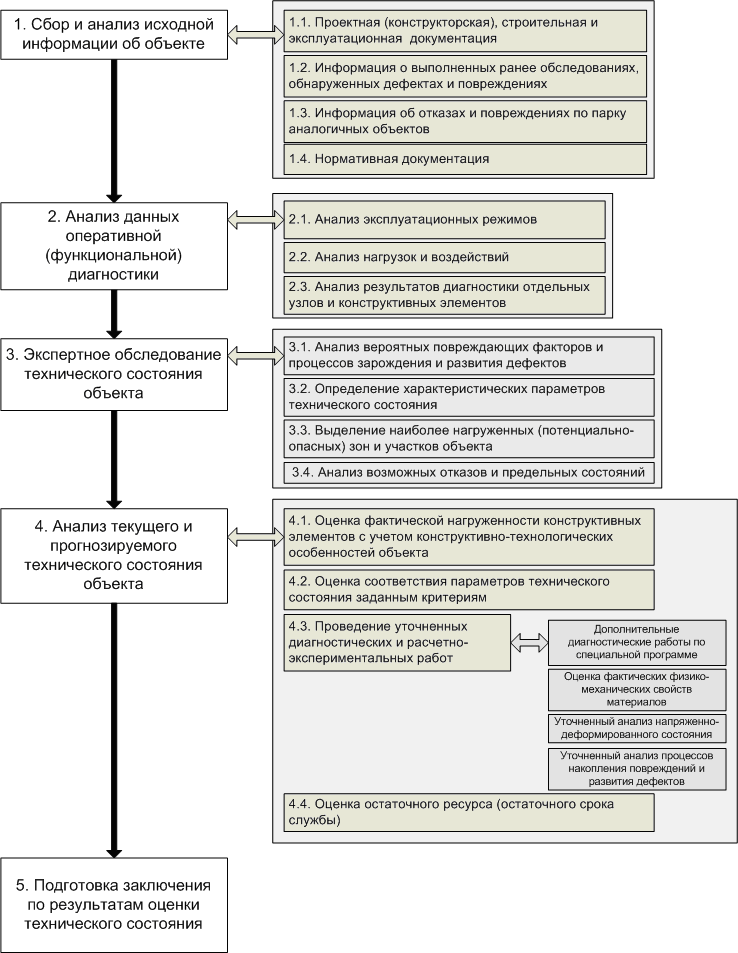 1. Сбор и анализ исходной
информации об объекте
1.1. Проектная (конструкторская), строительная и
эксплуатационная документация
1.2. Информация о выполненных ранее обследованиях,
обнаруженных дефектах и повреждениях
1.3. Информация об отказах и повреждениях по парку
аналогичных объектов
1.4. Нормативная документация
2. Анализ данных
оперативной
(функциональной)
диагностики
2.1. Анализ эксплуатационных режимов
2.2. Анализ нагрузок и воздействий
2.3. Анализ результатов диагностики отдельных
узлов и конструктивных элементов
3. Экспертное обследование
технического состояния
объекта
3.1. Анализ вероятных повреждающих факторов и
процессов зарождения и развития дефектов
3.2. Определение характеристических параметров
технического состояния
3.3. Выделение наиболее нагруженных (потенциально-
опасных) зон и участков объекта
3.4. Анализ возможных отказов и предельных состояний
4. Анализ текущего и
прогнозируемого
технического состояния
объекта
4.1. Оценка фактической нагруженности конструктивных
элементов с учетом конструктивно-технологических
особенностей объекта
4.2. Оценка соответствия параметров технического
состояния заданным критериям
4.3. Проведение уточненных
диагностических и расчетно-
экспериментальных работ
Дополнительные
диагностические работы по
специальной программе
Оценка фактических физико-
механических свойств
материалов
Уточненный анализ напряженно-
деформированного состояния
Уточненный анализ процессов
накопления повреждений и
развития дефектов
4.4. Оценка остаточного ресурса (остаточного срока
службы)
5. Подготовка заключения
по результатам оценки
технического состояния